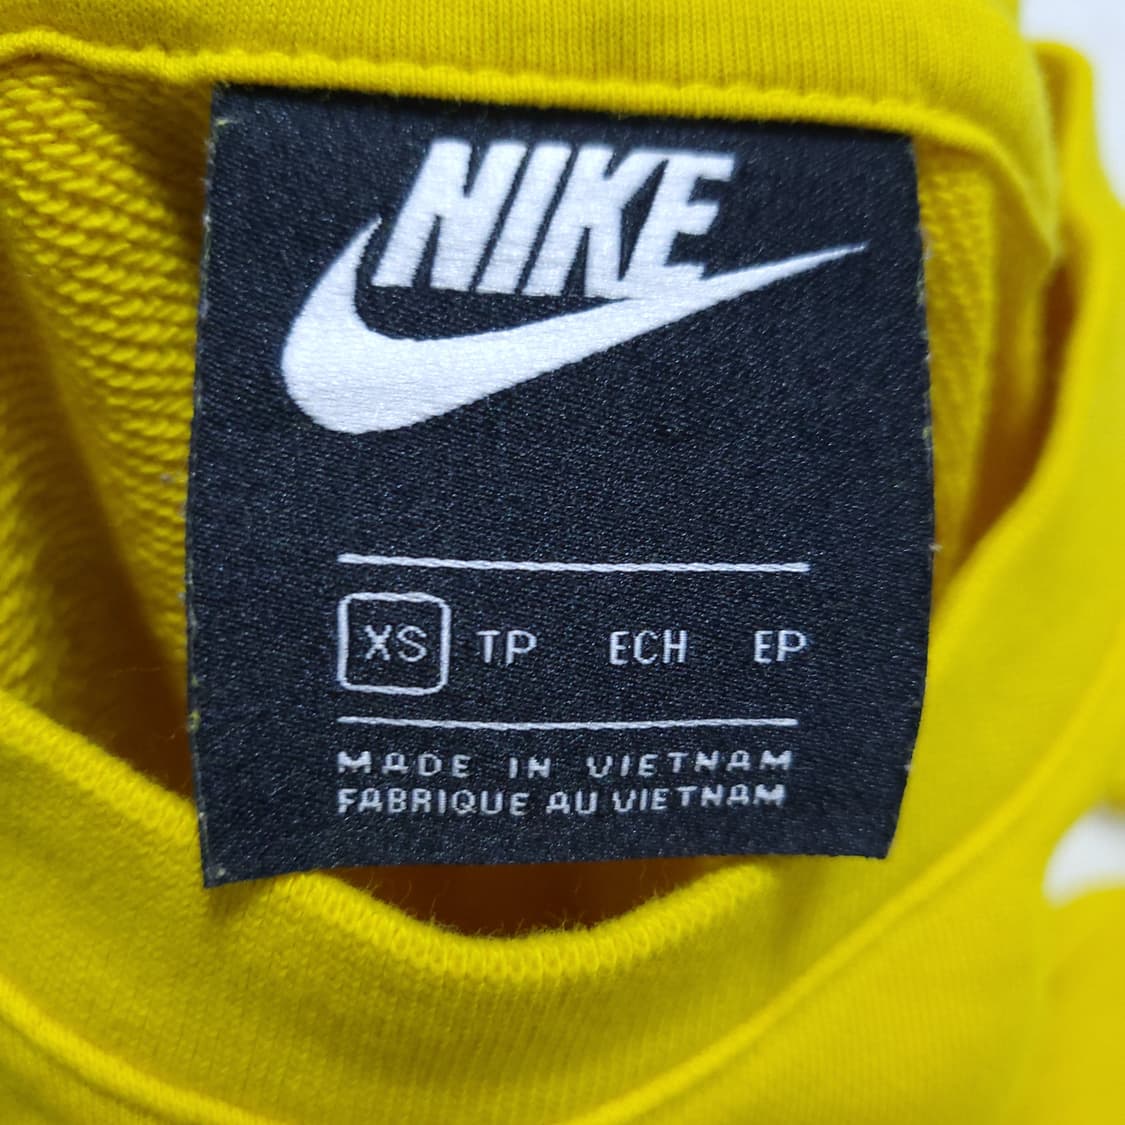 NIKE
XS TP ECH EP
MADE IN VIETNAM
FABRIQUE AU VIETNAM